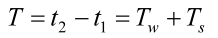 T = t₂ − t₁ = T_w + T_s